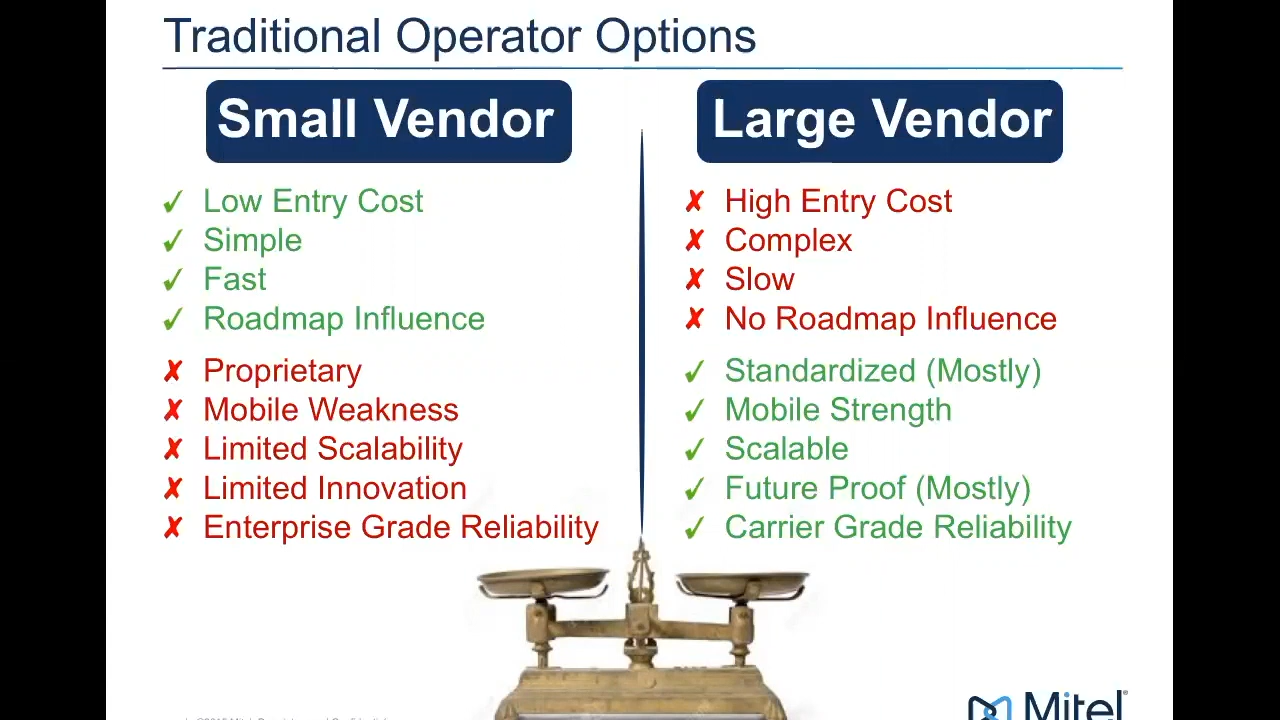 Traditional Operator Options
Small Vendor
✓ Low Entry Cost
✓ Simple
✓ Fast
✓ Roadmap Influence
✗ Proprietary
✗ Mobile Weakness
✗ Limited Scalability
✗ Limited Innovation
✗ Enterprise Grade Reliability
Large Vendor
✗ High Entry Cost
✗ Complex
✗ Slow
✗ No Roadmap Influence
✓ Standardized (Mostly)
✓ Mobile Strength
✓ Scalable
✓ Future Proof (Mostly)
✓ Carrier Grade Reliability
Mitel®